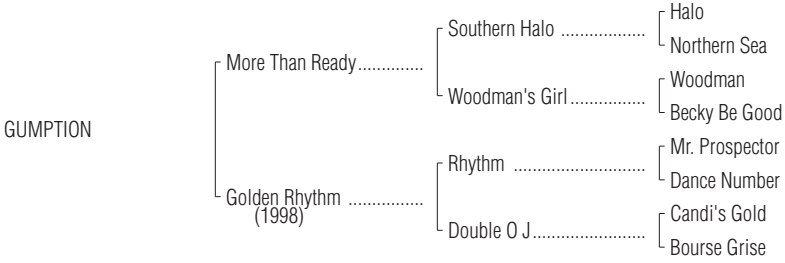 Halo
Southern Halo ...................
Northern Sea
More Than Ready..............
Woodman
Woodman's Girl.................
Becky Be Good
GUMPTION
Mr. Prospector
Rhythm ............................
Dance Number
Golden Rhythm ................
(1998)
Candi's Gold
Double O J.........................
Bourse Grise